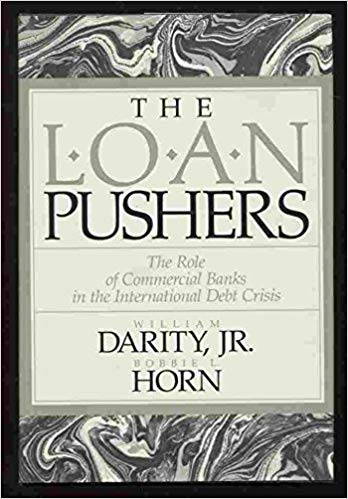 THE
L·O·A·N
PUSHERS
The Role
of Commercial Banks
in the International Debt Crisis
WILLIAM
DARITY, JR.
BOBBIE L.
HORN